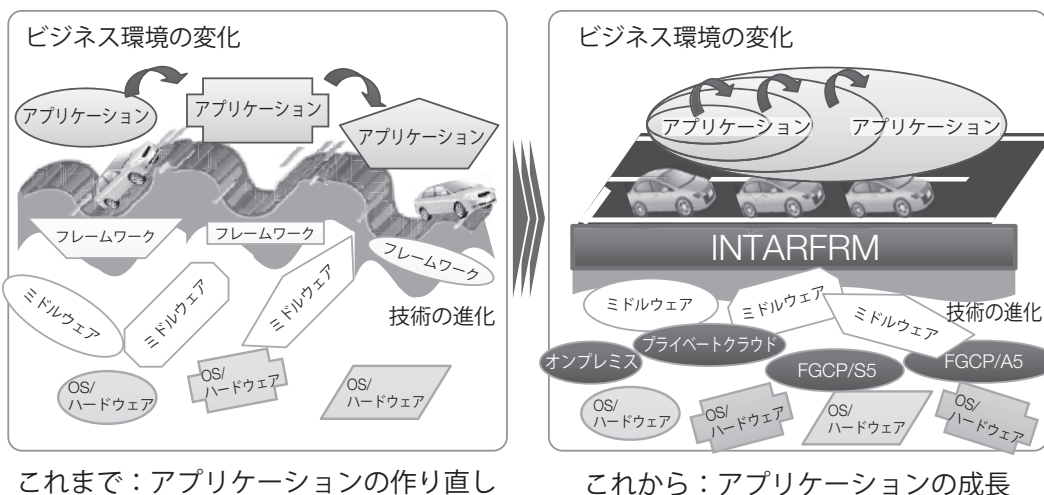 ビジネス環境の変化
アプリケーション
アプリケーション
アプリケーション
フレームワーク
フレームワーク
フレームワーク
ミドルウェア
ミドルウェア
ミドルウェア
技術の進化
OS/
ハードウェア
OS/
ハードウェア
OS/
ハードウェア
これまで：アプリケーションの作り直し
ビジネス環境の変化
アプリケーション
アプリケーション
INTARFRM
ミドルウェア
ミドルウェア
ミドルウェア
技術の進化
オンプレミス
プライベートクラウド
FGCP/S5
FGCP/A5
OS/
ハードウェア
OS/
ハードウェア
OS/
ハードウェア
OS/
ハードウェア
これから：アプリケーションの成長